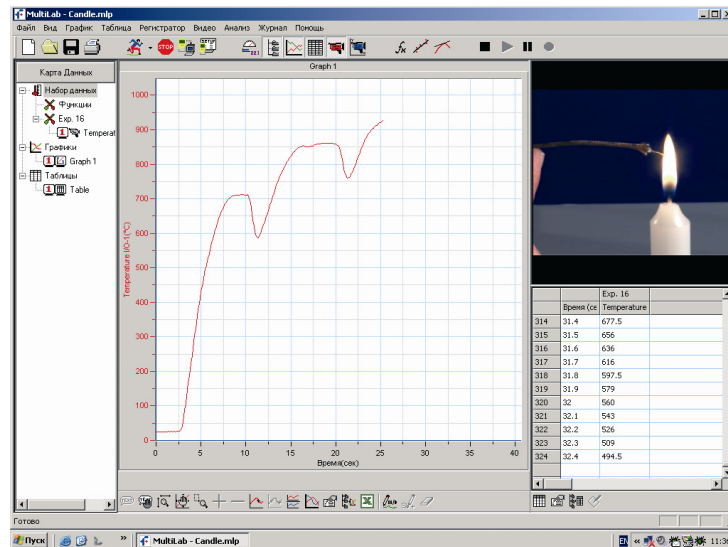 MultiLab - Candle.mlp
Файл Вид График Таблица Регистратор Видео Анализ Журнал Помощь
STOP
Карта Данных
Набор данных
Функции
Exp. 16
1 Temperat
Графики
1 Graph 1
Таблицы
1 Table
Graph 1
Temperature I/O-1(°C)
1000
900
800
700
600
500
400
300
200
100
0
0 5 10 15 20 25 30 35 40
Время(сек)
Exp. 16
Время (се Temperature
314 31.4 677.5
315 31.5 656
316 31.6 636
317 31.7 616
318 31.8 597.5
319 31.9 579
320 32 560
321 32.1 543
322 32.2 526
323 32.3 509
324 32.4 494.5
Готово
Пуск
MultiLab - Candle.mlp